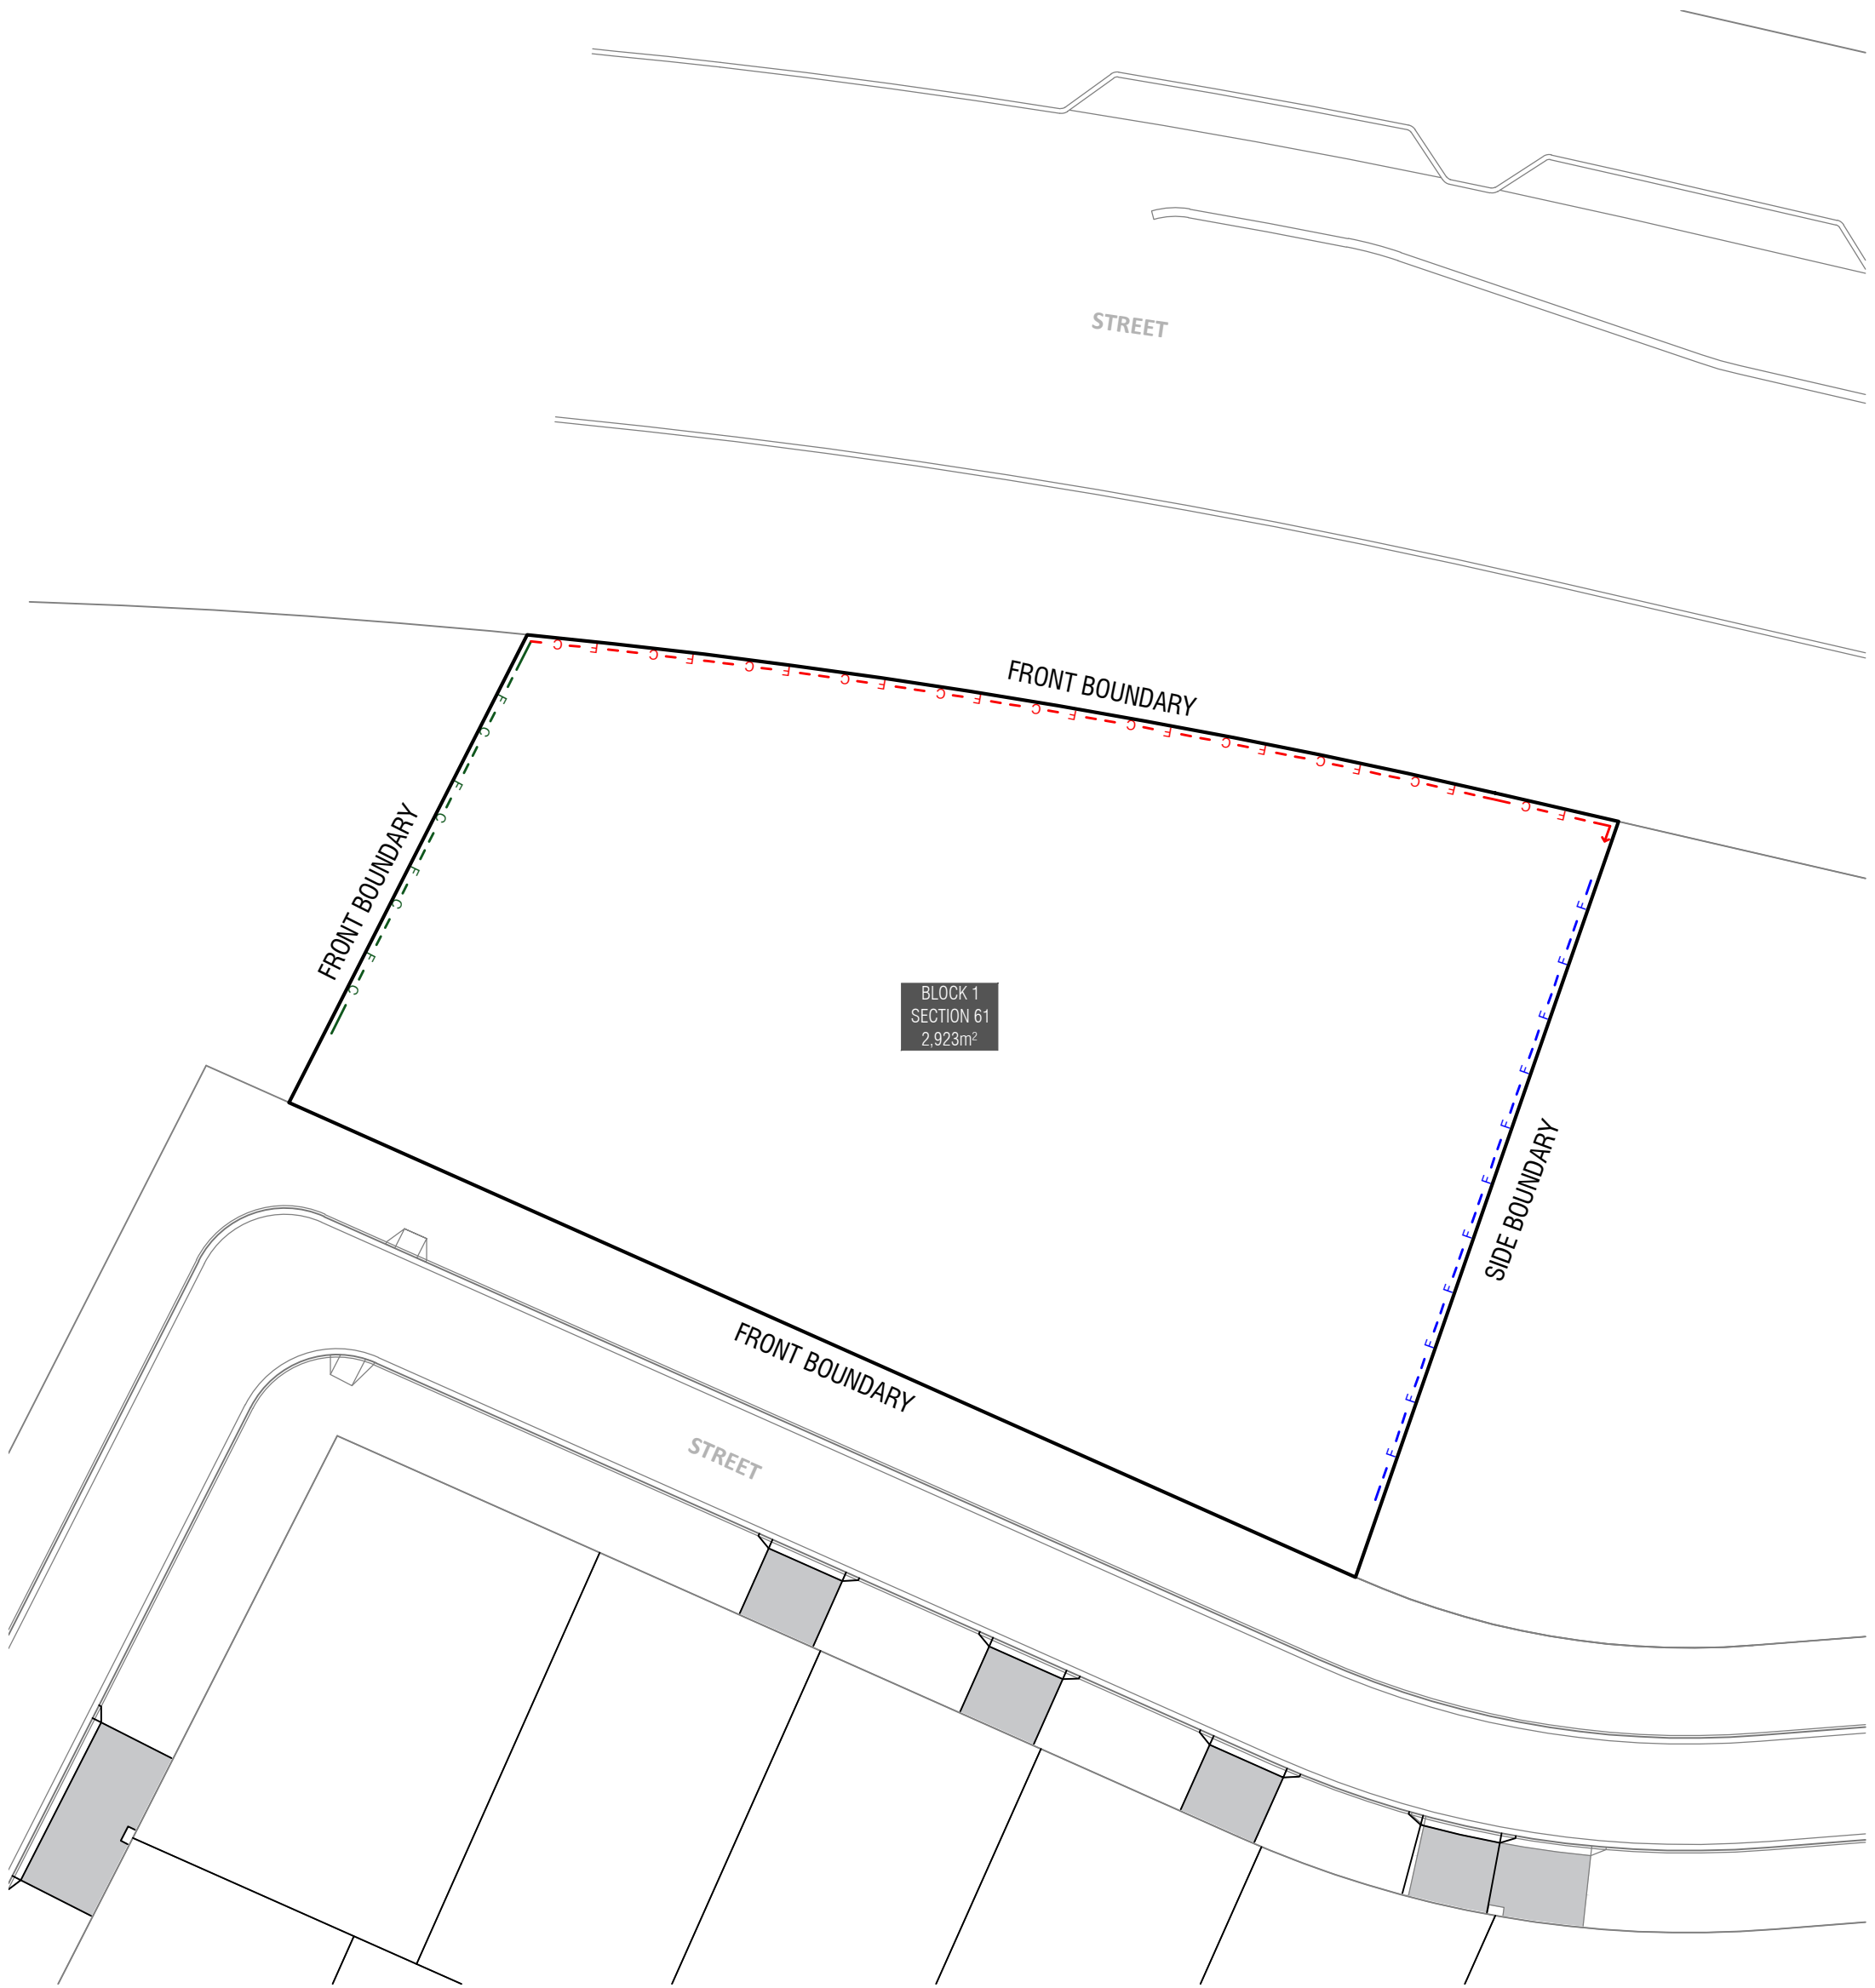 STREET
FRONT BOUNDARY
C F C F C F C F C F C F C F C F C F C F C F
FRONT BOUNDARY
F C F C F C F C
BLOCK 1
SECTION 61
2,923m²
F F F F F F F F F F F
SIDE BOUNDARY
FRONT BOUNDARY
STREET